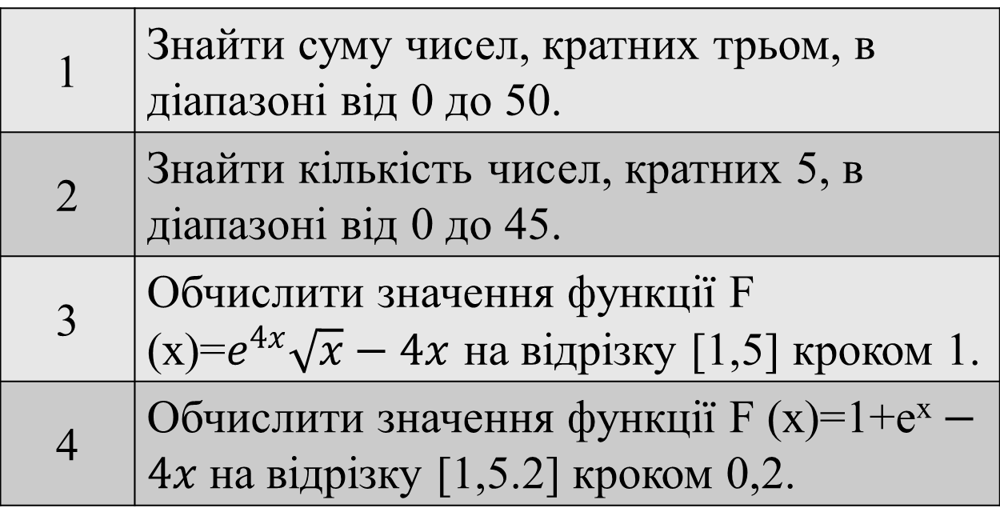 1
Знайти суму чисел, кратних трьом, в
діапазоні від 0 до 50.
2
Знайти кількість чисел, кратних 5, в
діапазоні від 0 до 45.
3
Обчислити значення функції F
(x)=e⁴ˣ√x − 4x на відрізку [1,5] кроком 1.
4
Обчислити значення функції F (x)=1+eˣ −
4x на відрізку [1,5.2] кроком 0,2.